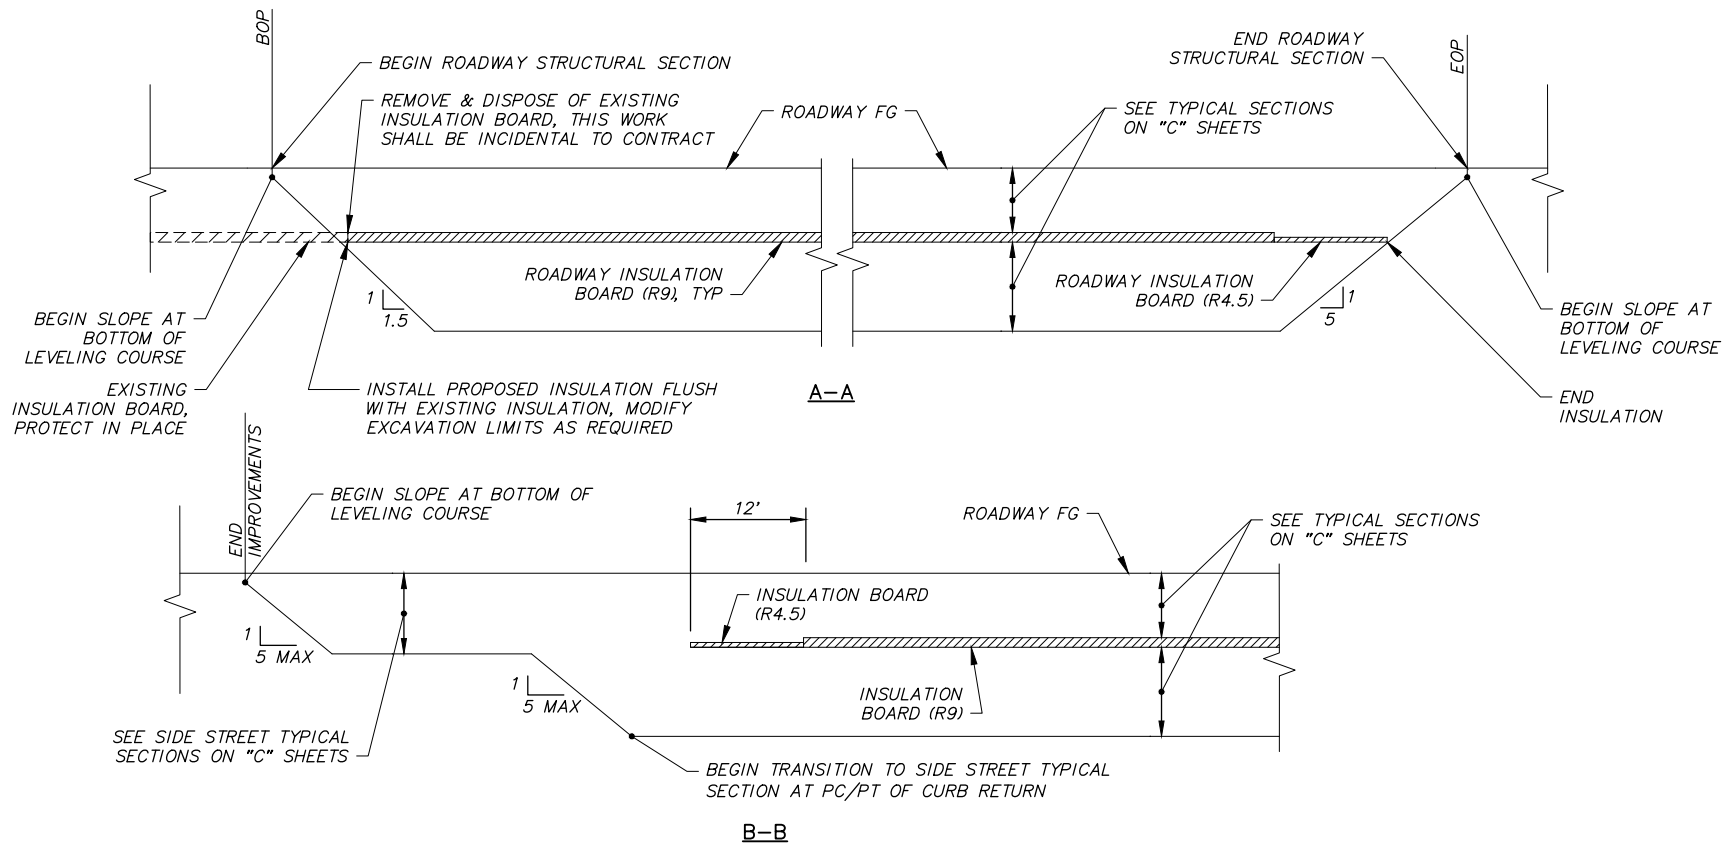 BOP
BEGIN ROADWAY STRUCTURAL SECTION
REMOVE & DISPOSE OF EXISTING
INSULATION BOARD, THIS WORK
SHALL BE INCIDENTAL TO CONTRACT
ROADWAY FG
SEE TYPICAL SECTIONS
ON "C" SHEETS
END ROADWAY
STRUCTURAL SECTION
EOP
ROADWAY INSULATION
BOARD (R9), TYP
ROADWAY INSULATION
BOARD (R4.5)
1
1.5
1
5
BEGIN SLOPE AT
BOTTOM OF
LEVELING COURSE
EXISTING
INSULATION BOARD,
PROTECT IN PLACE
INSTALL PROPOSED INSULATION FLUSH
WITH EXISTING INSULATION, MODIFY
EXCAVATION LIMITS AS REQUIRED
BEGIN SLOPE AT
BOTTOM OF
LEVELING COURSE
END
INSULATION
A-A
END
IMPROVEMENTS
BEGIN SLOPE AT BOTTOM OF
LEVELING COURSE
12'
ROADWAY FG
SEE TYPICAL SECTIONS
ON "C" SHEETS
INSULATION BOARD
(R4.5)
1
5 MAX
1
5 MAX
INSULATION
BOARD (R9)
SEE SIDE STREET TYPICAL
SECTIONS ON "C" SHEETS
BEGIN TRANSITION TO SIDE STREET TYPICAL
SECTION AT PC/PT OF CURB RETURN
B-B